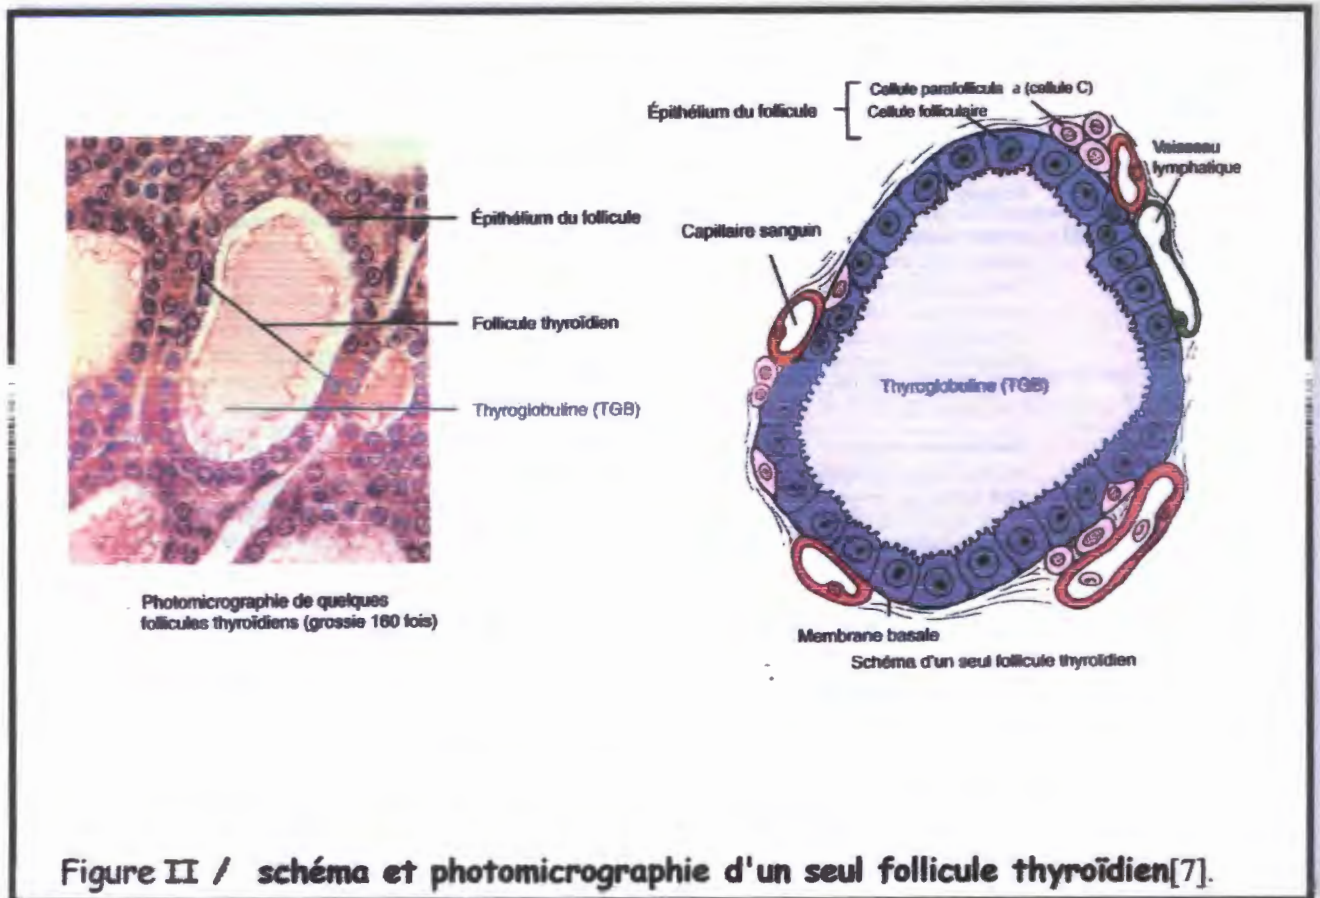 Épithélium du follicule
Follicule thyroïdien
Thyroglobuline (TGB)
Photomicrographie de quelques
follicules thyroïdiens (grossie 160 fois)
Épithélium du follicule
Cellule parafollicula a (cellule C)
Cellule folliculaire
Vaisseau
lymphatique
Capillaire sanguin
Thyroglobuline (TGB)
Membrane basale
Schéma d'un seul follicule thyroïdien
Figure II / schéma et photomicrographie d'un seul follicule thyroïdien[7].